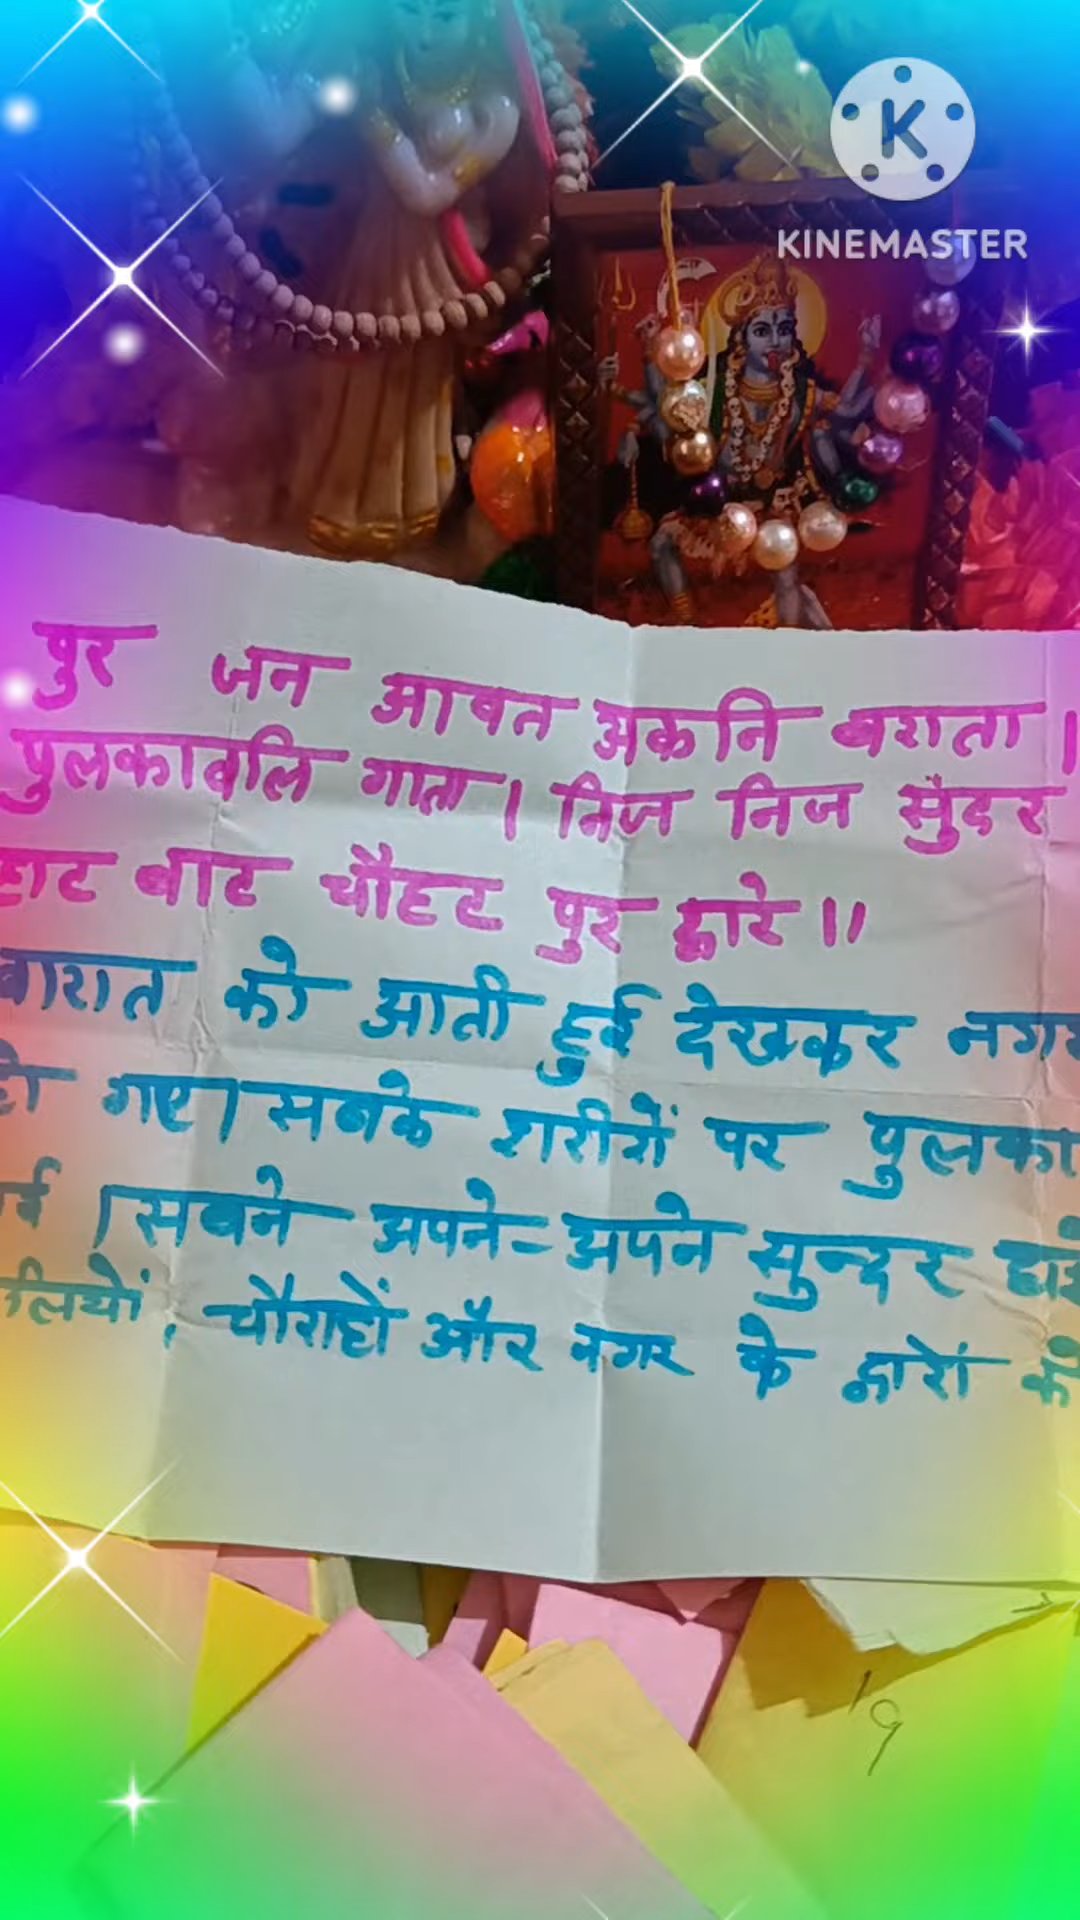 KINEMASTER
पुर जन आवत अकनि बराता।
पुलकावलि गाता। निज निज सुंदर
हाट बाट चौहट पुर द्वारे॥
बारात को आती हुई देखकर नगर
हो गए। सबके शरीरों पर पुलका
ई। सबने अपने-अपने सुन्दर
लियों, चौराहों और नगर के द्वारों को
19